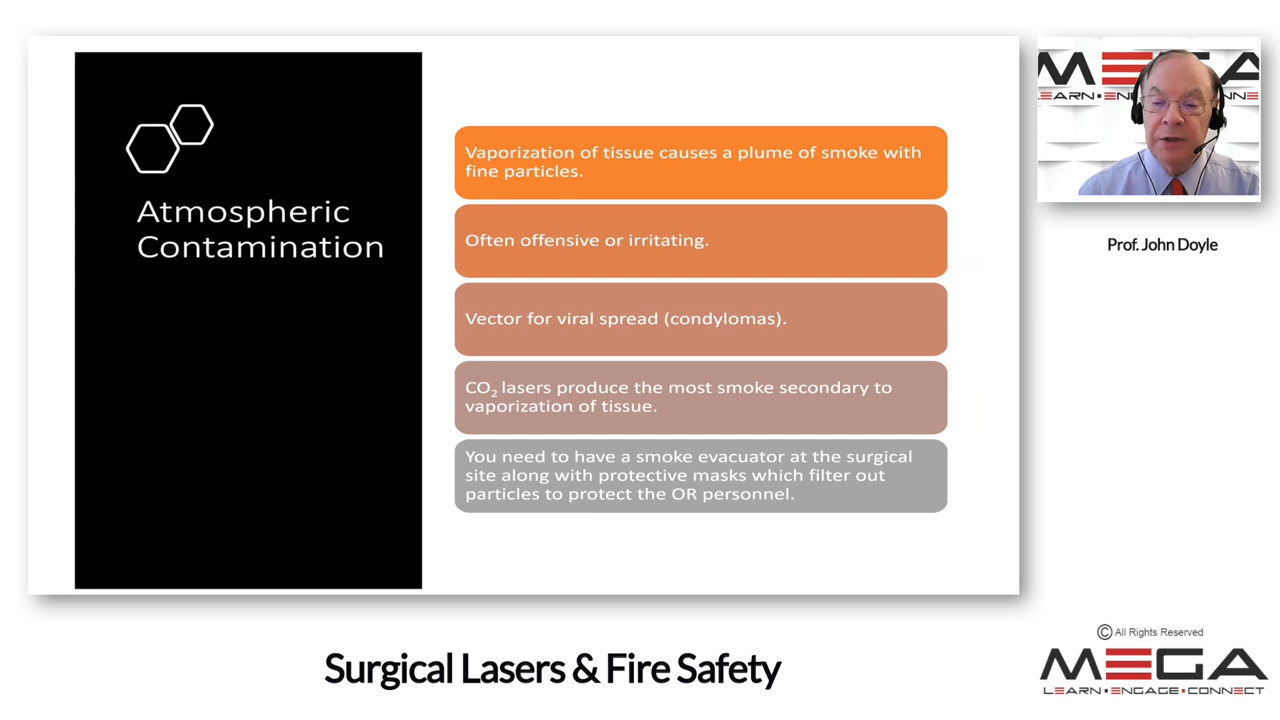 Atmospheric
Contamination
Vaporization of tissue causes a plume of smoke with
fine particles.
Often offensive or irritating.
Vector for viral spread (condylomas).
CO₂ lasers produce the most smoke secondary to
vaporization of tissue.
You need to have a smoke evacuator at the surgical
site along with protective masks which filter out
particles to protect the OR personnel.
Prof. John Doyle
Surgical Lasers & Fire Safety
© All Rights Reserved
MEGA
LEARN • ENGAGE • CONNECT